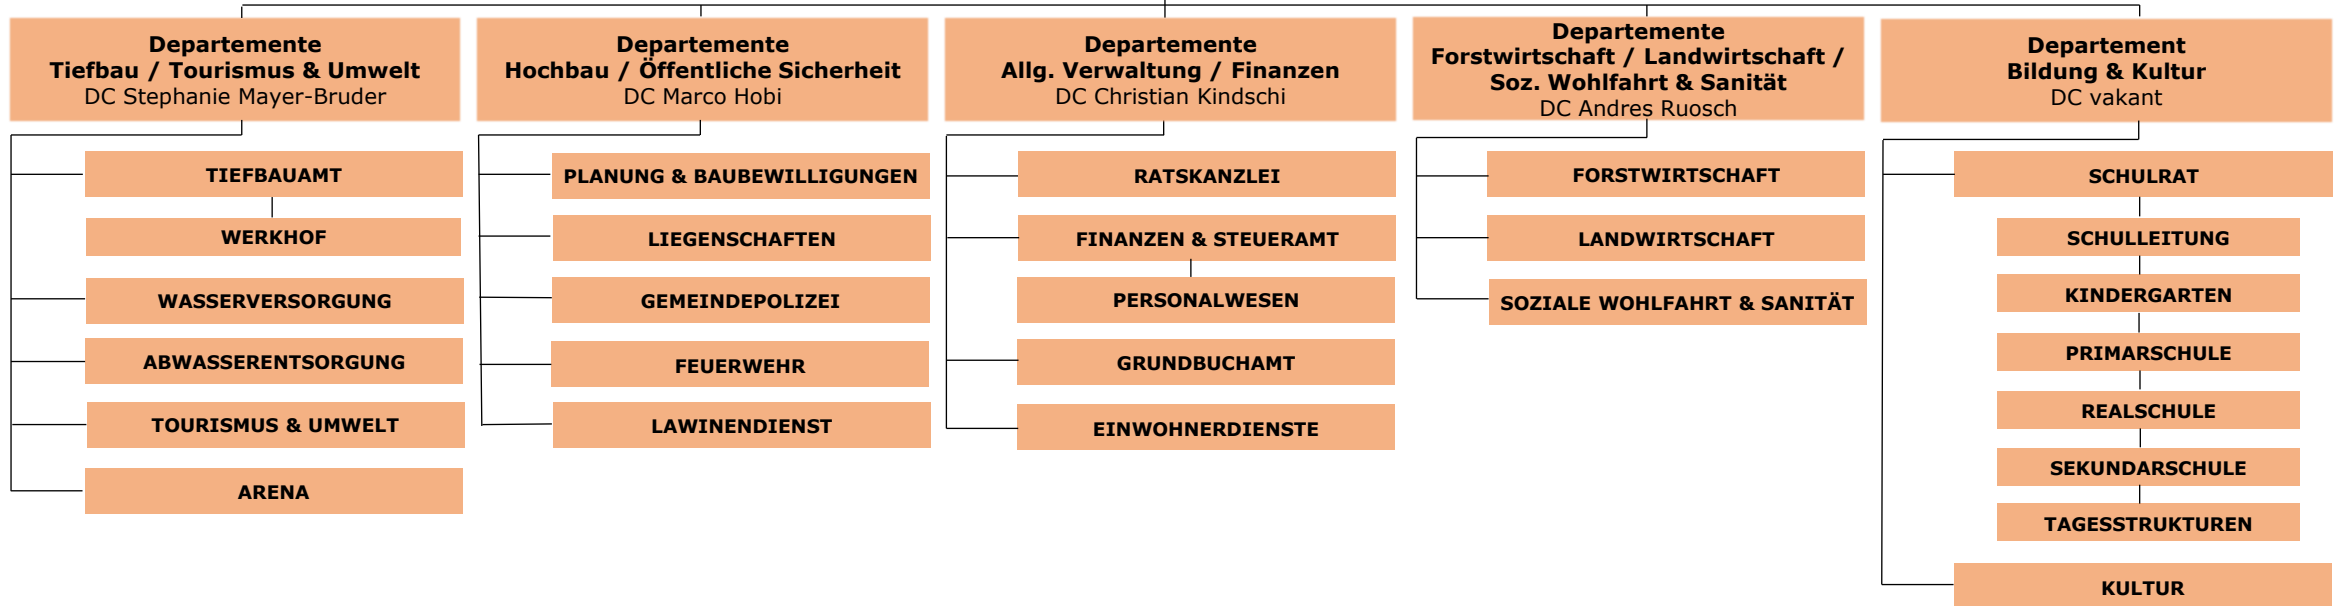 Departemente
Tiefbau / Tourismus & Umwelt
DC Stephanie Mayer-Bruder
TIEFBAUAMT
WERKHOF
WASSERVERSORGUNG
ABWASSERENTSORGUNG
TOURISMUS & UMWELT
ARENA
Departemente
Hochbau / Öffentliche Sicherheit
DC Marco Hobi
PLANUNG & BAUBEWILLIGUNGEN
LIEGENSCHAFTEN
GEMEINDEPOLIZEI
FEUERWEHR
LAWINENDIENST
Departemente
Allg. Verwaltung / Finanzen
DC Christian Kindschi
RATSKANZLEI
FINANZEN & STEUERAMT
PERSONALWESEN
GRUNDBUCHAMT
EINWOHNERDIENSTE
Departemente
Forstwirtschaft / Landwirtschaft /
Soz. Wohlfahrt & Sanität
DC Andres Ruosch
FORSTWIRTSCHAFT
LANDWIRTSCHAFT
SOZIALE WOHLFAHRT & SANITÄT
Departement
Bildung & Kultur
DC vakant
SCHULRAT
SCHULLEITUNG
KINDERGARTEN
PRIMARSCHULE
REALSCHULE
SEKUNDARSCHULE
TAGESSTRUKTUREN
KULTUR